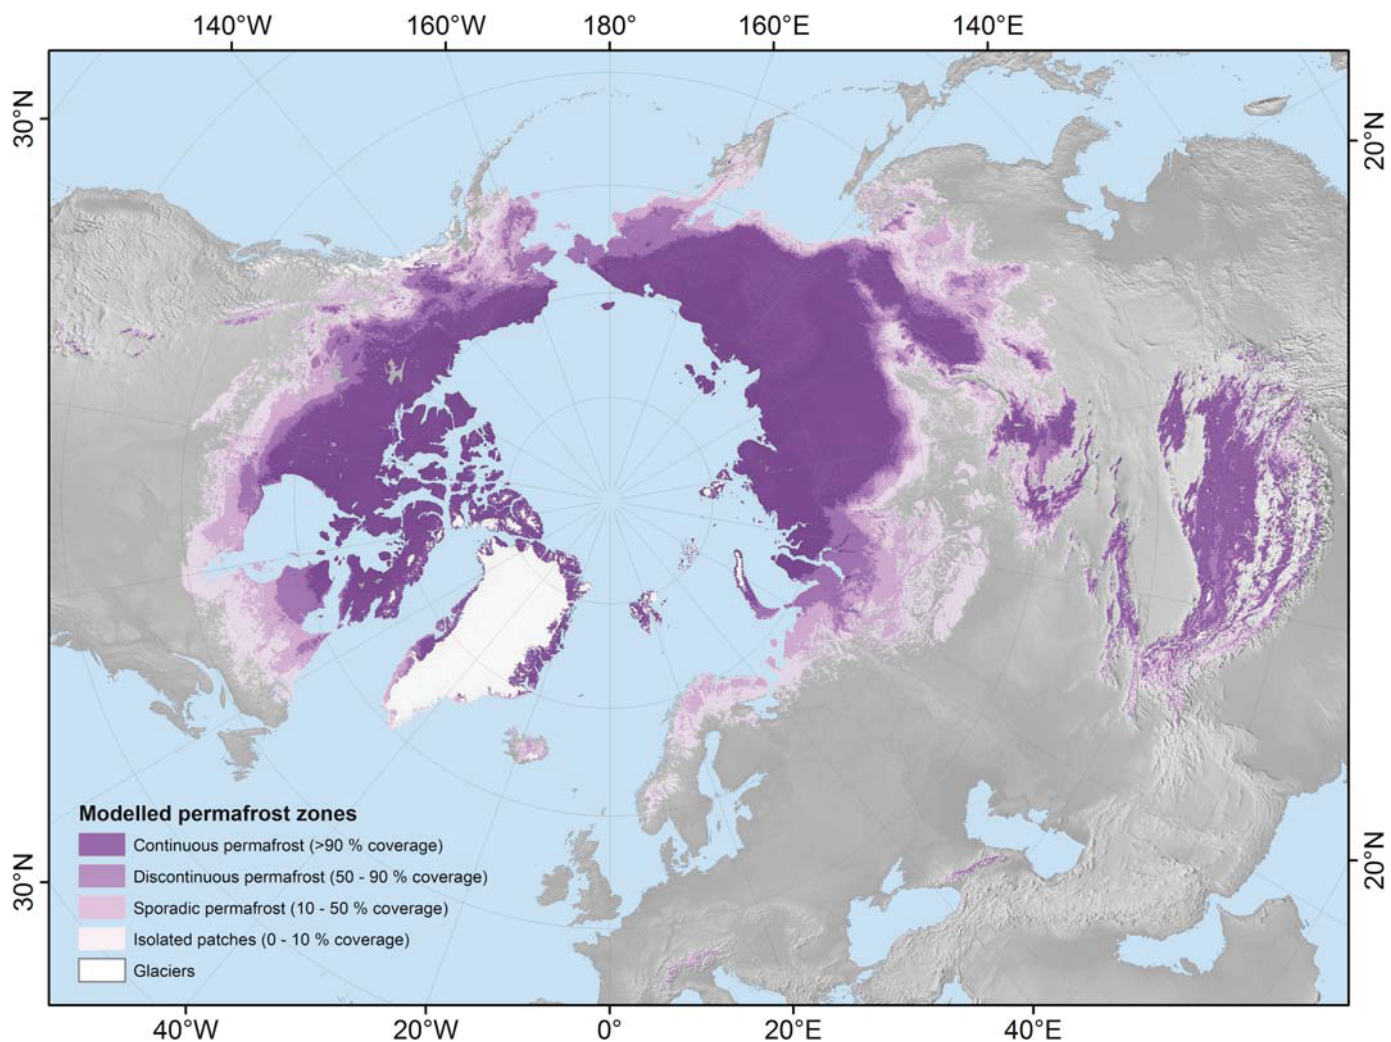 140°W 160°W 180° 160°E 140°E
30°N
20°N
Modelled permafrost zones
Continuous permafrost (>90 % coverage)
Discontinuous permafrost (50 - 90 % coverage)
Sporadic permafrost (10 - 50 % coverage)
Isolated patches (0 - 10 % coverage)
Glaciers
30°N
20°N
40°W 20°W 0° 20°E 40°E